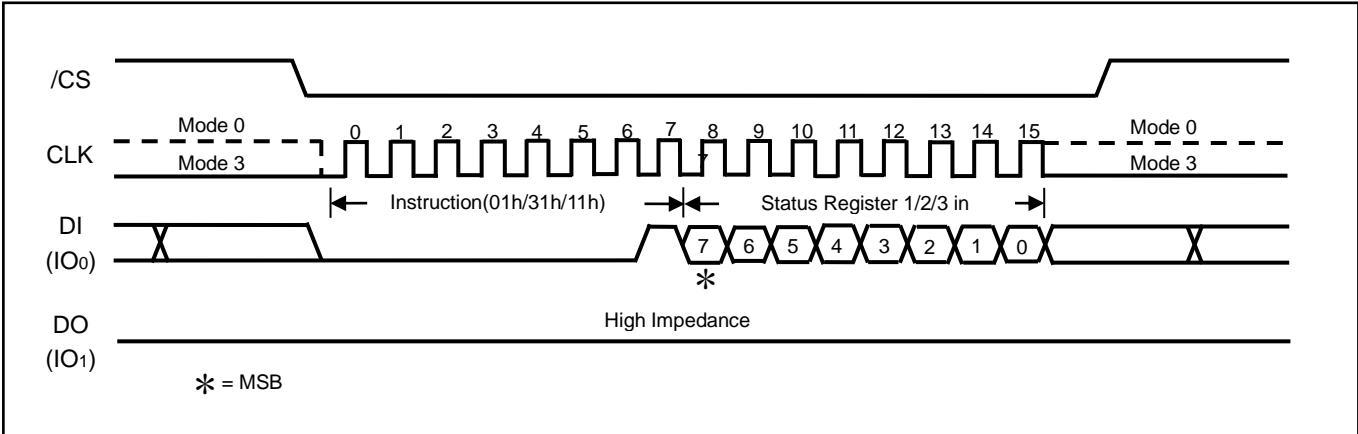 /CS
Mode 0
0 1 2 3 4 5 6 7 8 9 10 11 12 13 14 15
Mode 0
CLK
7
Mode 3
Mode 3
Instruction(01h/31h/11h)
Status Register 1/2/3 in
DI
(IO0)
7 6 5 4 3 2 1 0
*
High Impedance
DO
(IO1)
* = MSB